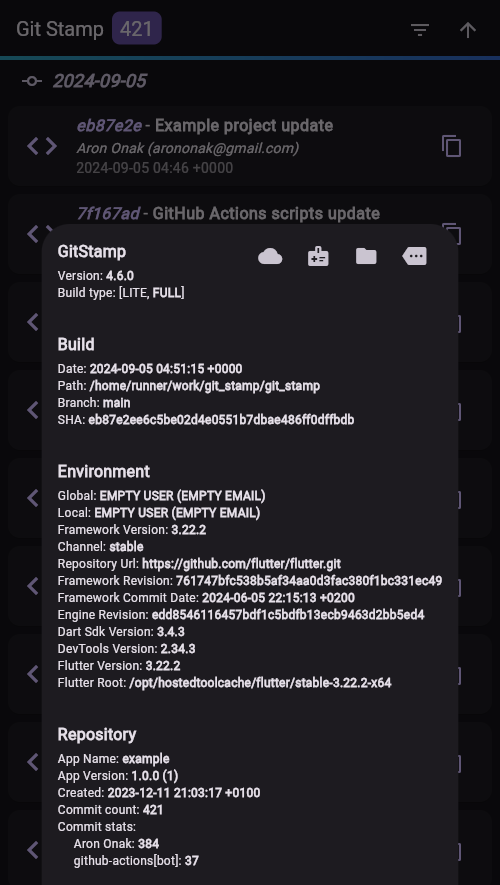 Git Stamp 421
2024-09-05
eb87e2e - Example project update
Aron Onak (arononak@gmail.com)
2024-09-05 04:46 +0000
7f167ad - GitHub Actions scripts update
GitStamp
Version: 4.6.0
Build type: [LITE, FULL]
Build
Date: 2024-09-05 04:51:15 +0000
Path: /home/runner/work/git_stamp/git_stamp
Branch: main
SHA: eb87e2ee6c5be02d4e0551b7dbae486ff0dffbdb
Environment
Global: EMPTY USER (EMPTY EMAIL)
Local: EMPTY USER (EMPTY EMAIL)
Framework Version: 3.22.2
Channel: stable
Repository Url: https://github.com/flutter/flutter.git
Framework Revision: 761747bfc538b5af34aa0d3fac380f1bc331ec49
Framework Commit Date: 2024-06-05 22:15:13 +0200
Engine Revision: edd8546116457bdf1c5bdfb13ecb9463d2bb5ed4
Dart Sdk Version: 3.4.3
DevTools Version: 2.34.3
Flutter Version: 3.22.2
Flutter Root: /opt/hostedtoolcache/flutter/stable-3.22.2-x64
Repository
App Name: example
App Version: 1.0.0 (1)
Created: 2023-12-11 21:03:17 +0100
Commit count: 421
Commit stats:
Aron Onak: 384
github-actions[bot]: 37